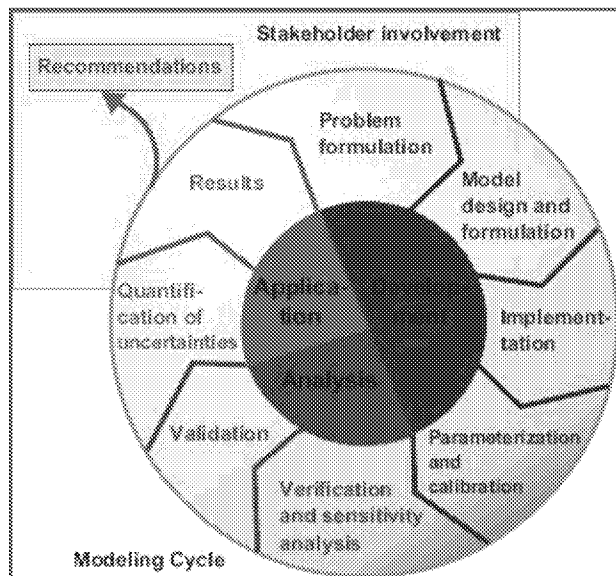 Stakeholder involvement
Recommendations
Problem
formulation
Results
Model
design and
formulation
Quantifi-
cation of
uncertainties
Applica-
tion
Develop-
ment
Implement-
tation
Analysis
Validation
Parameterization
and
calibration
Verification
and sensitivity
analysis
Modeling Cycle